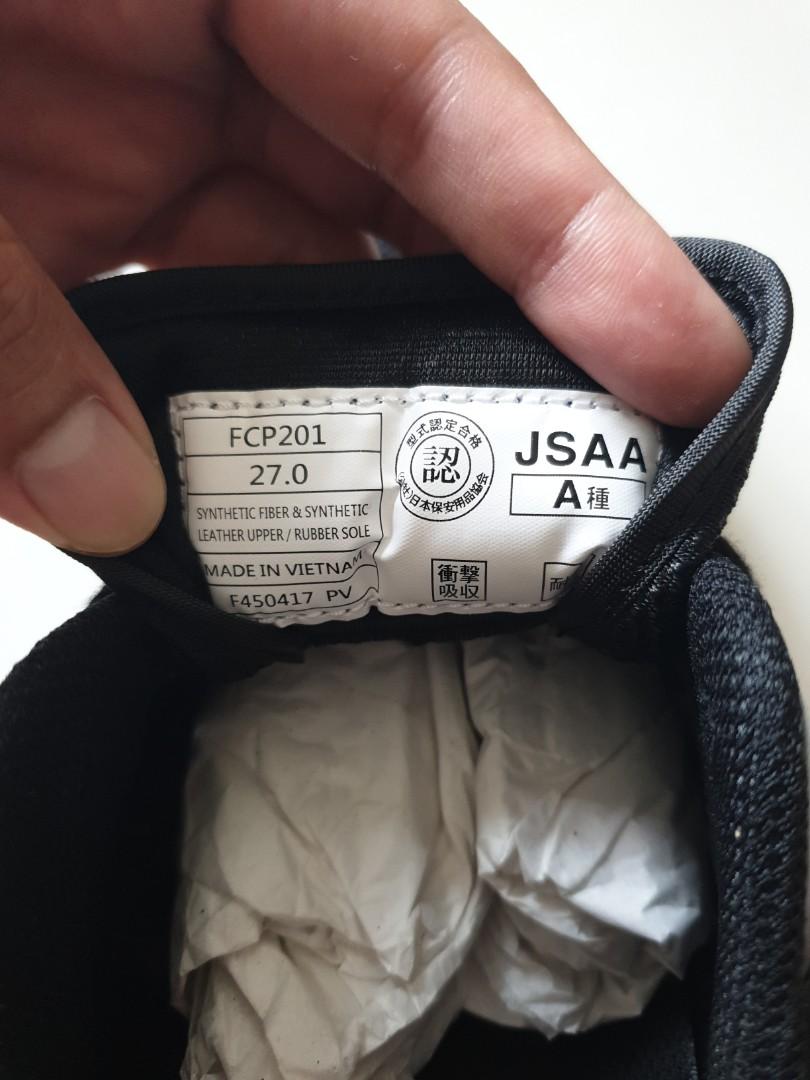 FCP201
27.0
SYNTHETIC FIBER & SYNTHETIC
LEATHER UPPER / RUBBER SOLE
MADE IN VIETNAM
F450417 PV
型式認定合格
認
日本保安用品協会
JSAA
A種
衝撃
吸収
耐